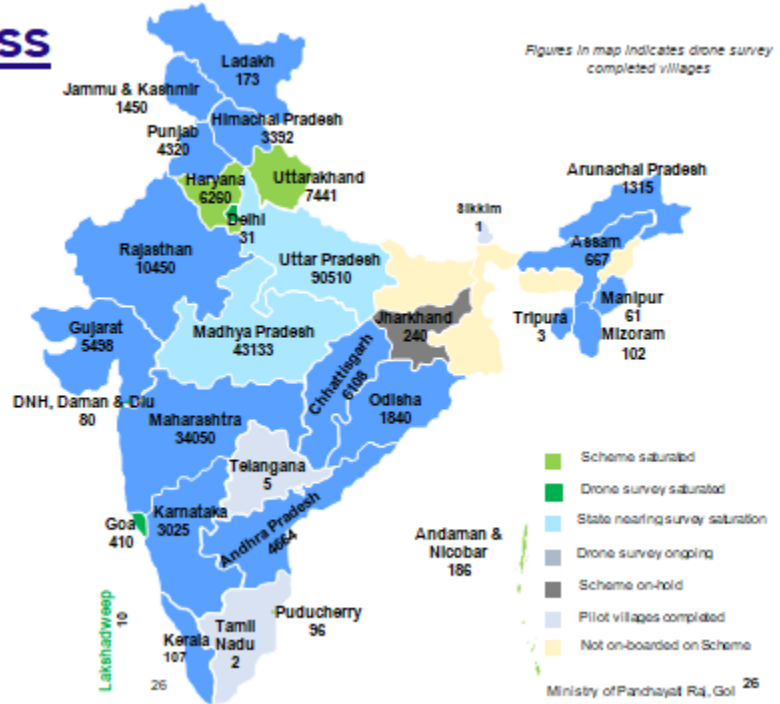 ss
Figures in map indicates drone survey
completed villages
Ladakh
173
Jammu & Kashmir
1450
Himachal Pradesh
3392
Punjab
4320
Haryana
6260
Uttarakhand
7441
Delhi
31
Arunachal Pradesh
1315
Sikkim
1
Assam
667
Rajasthan
10450
Uttar Pradesh
90510
Manipur
61
Tripura
3
Mizoram
102
Gujarat
5498
Madhya Pradesh
43133
Jharkhand
240
Chhattisgarh
6108
DNH, Daman & Diu
80
Maharashtra
34050
Odisha
1840
Telangana
5
Goa
410
Karnataka
3025
Andhra Pradesh
4664
Andaman &
Nicobar
186
Lakshadweep
10
Kerala
107
Tamil
Nadu
2
Puducherry
96
Scheme saturated
Drone survey saturated
State nearing survey saturation
Drone survey ongoing
Scheme on-hold
Pilot villages completed
Not on-boarded on Scheme
26
Ministry of Panchayati Raj, GoI 26